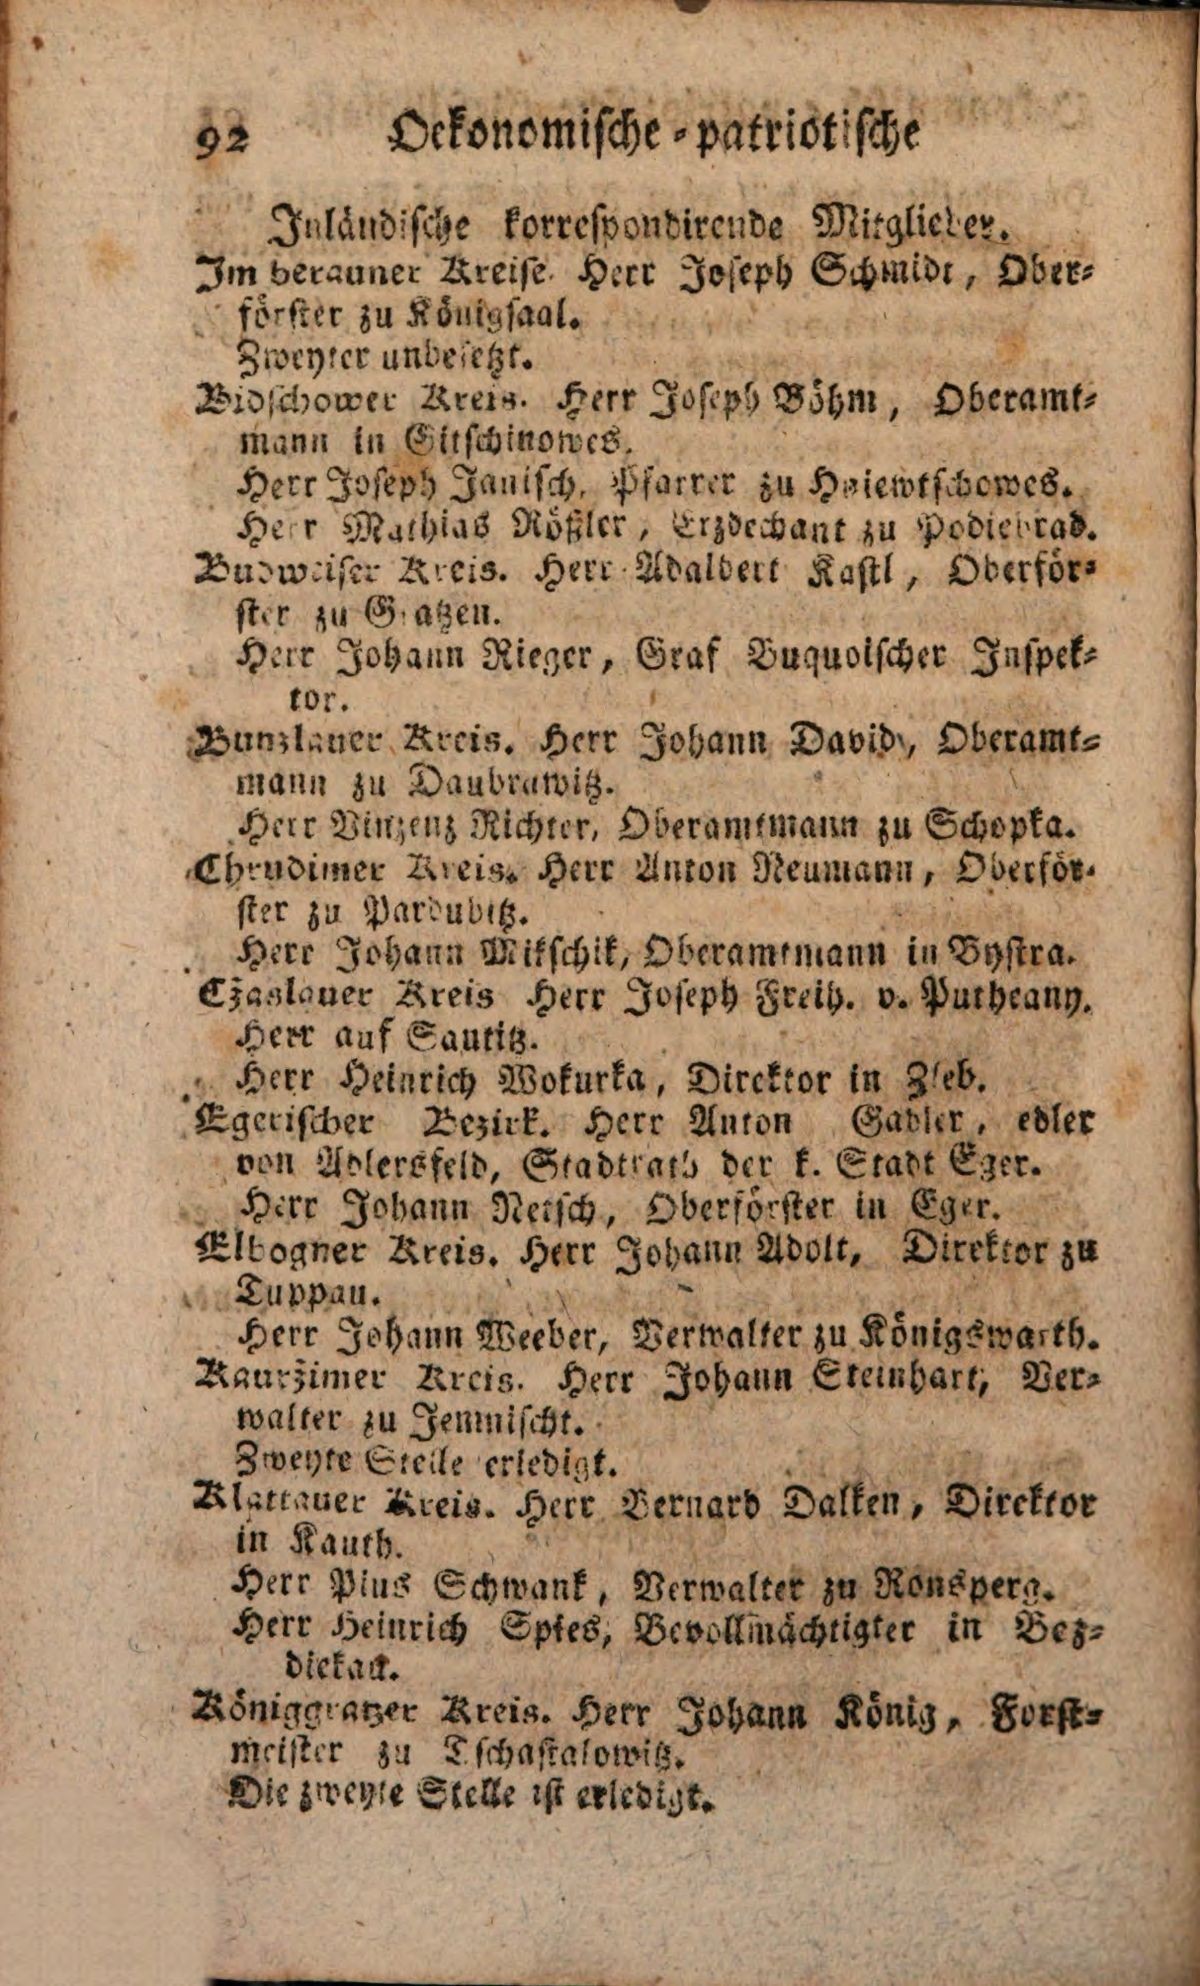 92 Oekonomische-patriotische
Inländische korrespondirende Mitglieder.
Im berauner Kreise. Herr Joseph Schmidt, Ober-
förster zu Königsaal.
Zweyter unbesetzt.
Bidschower Kreis. Herr Joseph Böhm, Oberamt-
mann in Gitschinowes.
Herr Joseph Janisch, Pfarrer zu
Herr Mathias Rößler, Erzdechant zu Podiebrad.
Budweiser Kreis. Herr Adalbert Kastl, Oberför-
ster zu Gratzen.
Herr Johann Rieger, Graf Buquoischer Inspek-
tor.
Bunzlauer Kreis. Herr Johann David, Oberamt-
mann zu Daubrawitz.
Herr Vinzenz Richter, Oberamtmann zu Schopka.
Chrudimer Kreis. Herr Anton Neumann, Oberför-
ster zu Pardubitz.
Herr Johann Mikschik, Oberamtmann in Bystra.
Czaslauer Kreis Herr Joseph Freih. v. Putheany.
Herr auf Sautitz.
Herr Heinrich Wokurka, Direktor in Zleb.
Egerischer Bezirk. Herr Anton Gabler, edler
von Adlersfeld, Stadtrath der k. Stadt Eger.
Herr Johann Netsch, Oberförster in Eger.
Elbogner Kreis. Herr Johann Adolt, Direktor zu
Tuppau.
Herr Johann Weeber, Verwalter zu Königswarth.
Kauržimer Kreis. Herr Johann Steinhart, Ver-
walter zu Jemnischt.
Zweyte Stelle erledigt.
Klattauer Kreis. Herr Bernard Dalken, Direktor
in Kauth.
Herr Pius Schwank, Verwalter zu Ronsperg.
Herr Heinrich Spies, Bevollmächtigter in Bez-
diekau.
Königgratzer Kreis. Herr Johann König, Forst-
meister zu Tschastalowitz.
Die zweyte Stelle ist erledigt.